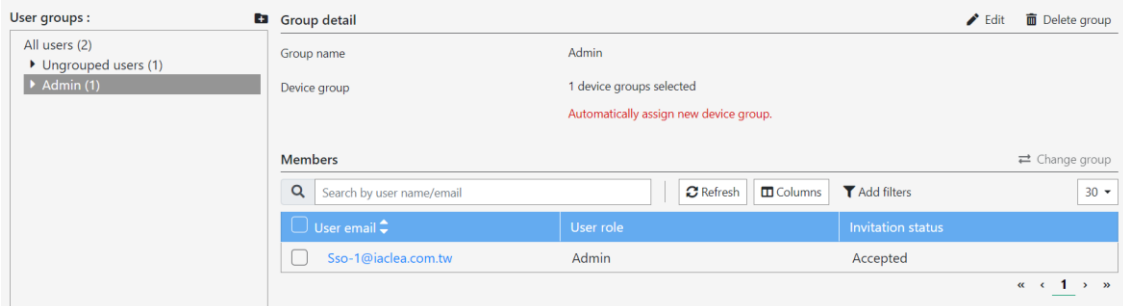 User groups :
All users (2)
Ungrouped users (1)
Admin (1)
Group detail
Edit
Delete group
Group name
Admin
Device group
1 device groups selected
Automatically assign new device group.
Members
Change group
Search by user name/email
Refresh
Columns
Add filters
30
User email
User role
Invitation status
Sso-1@iaclea.com.tw
Admin
Accepted
« ‹ 1 › »